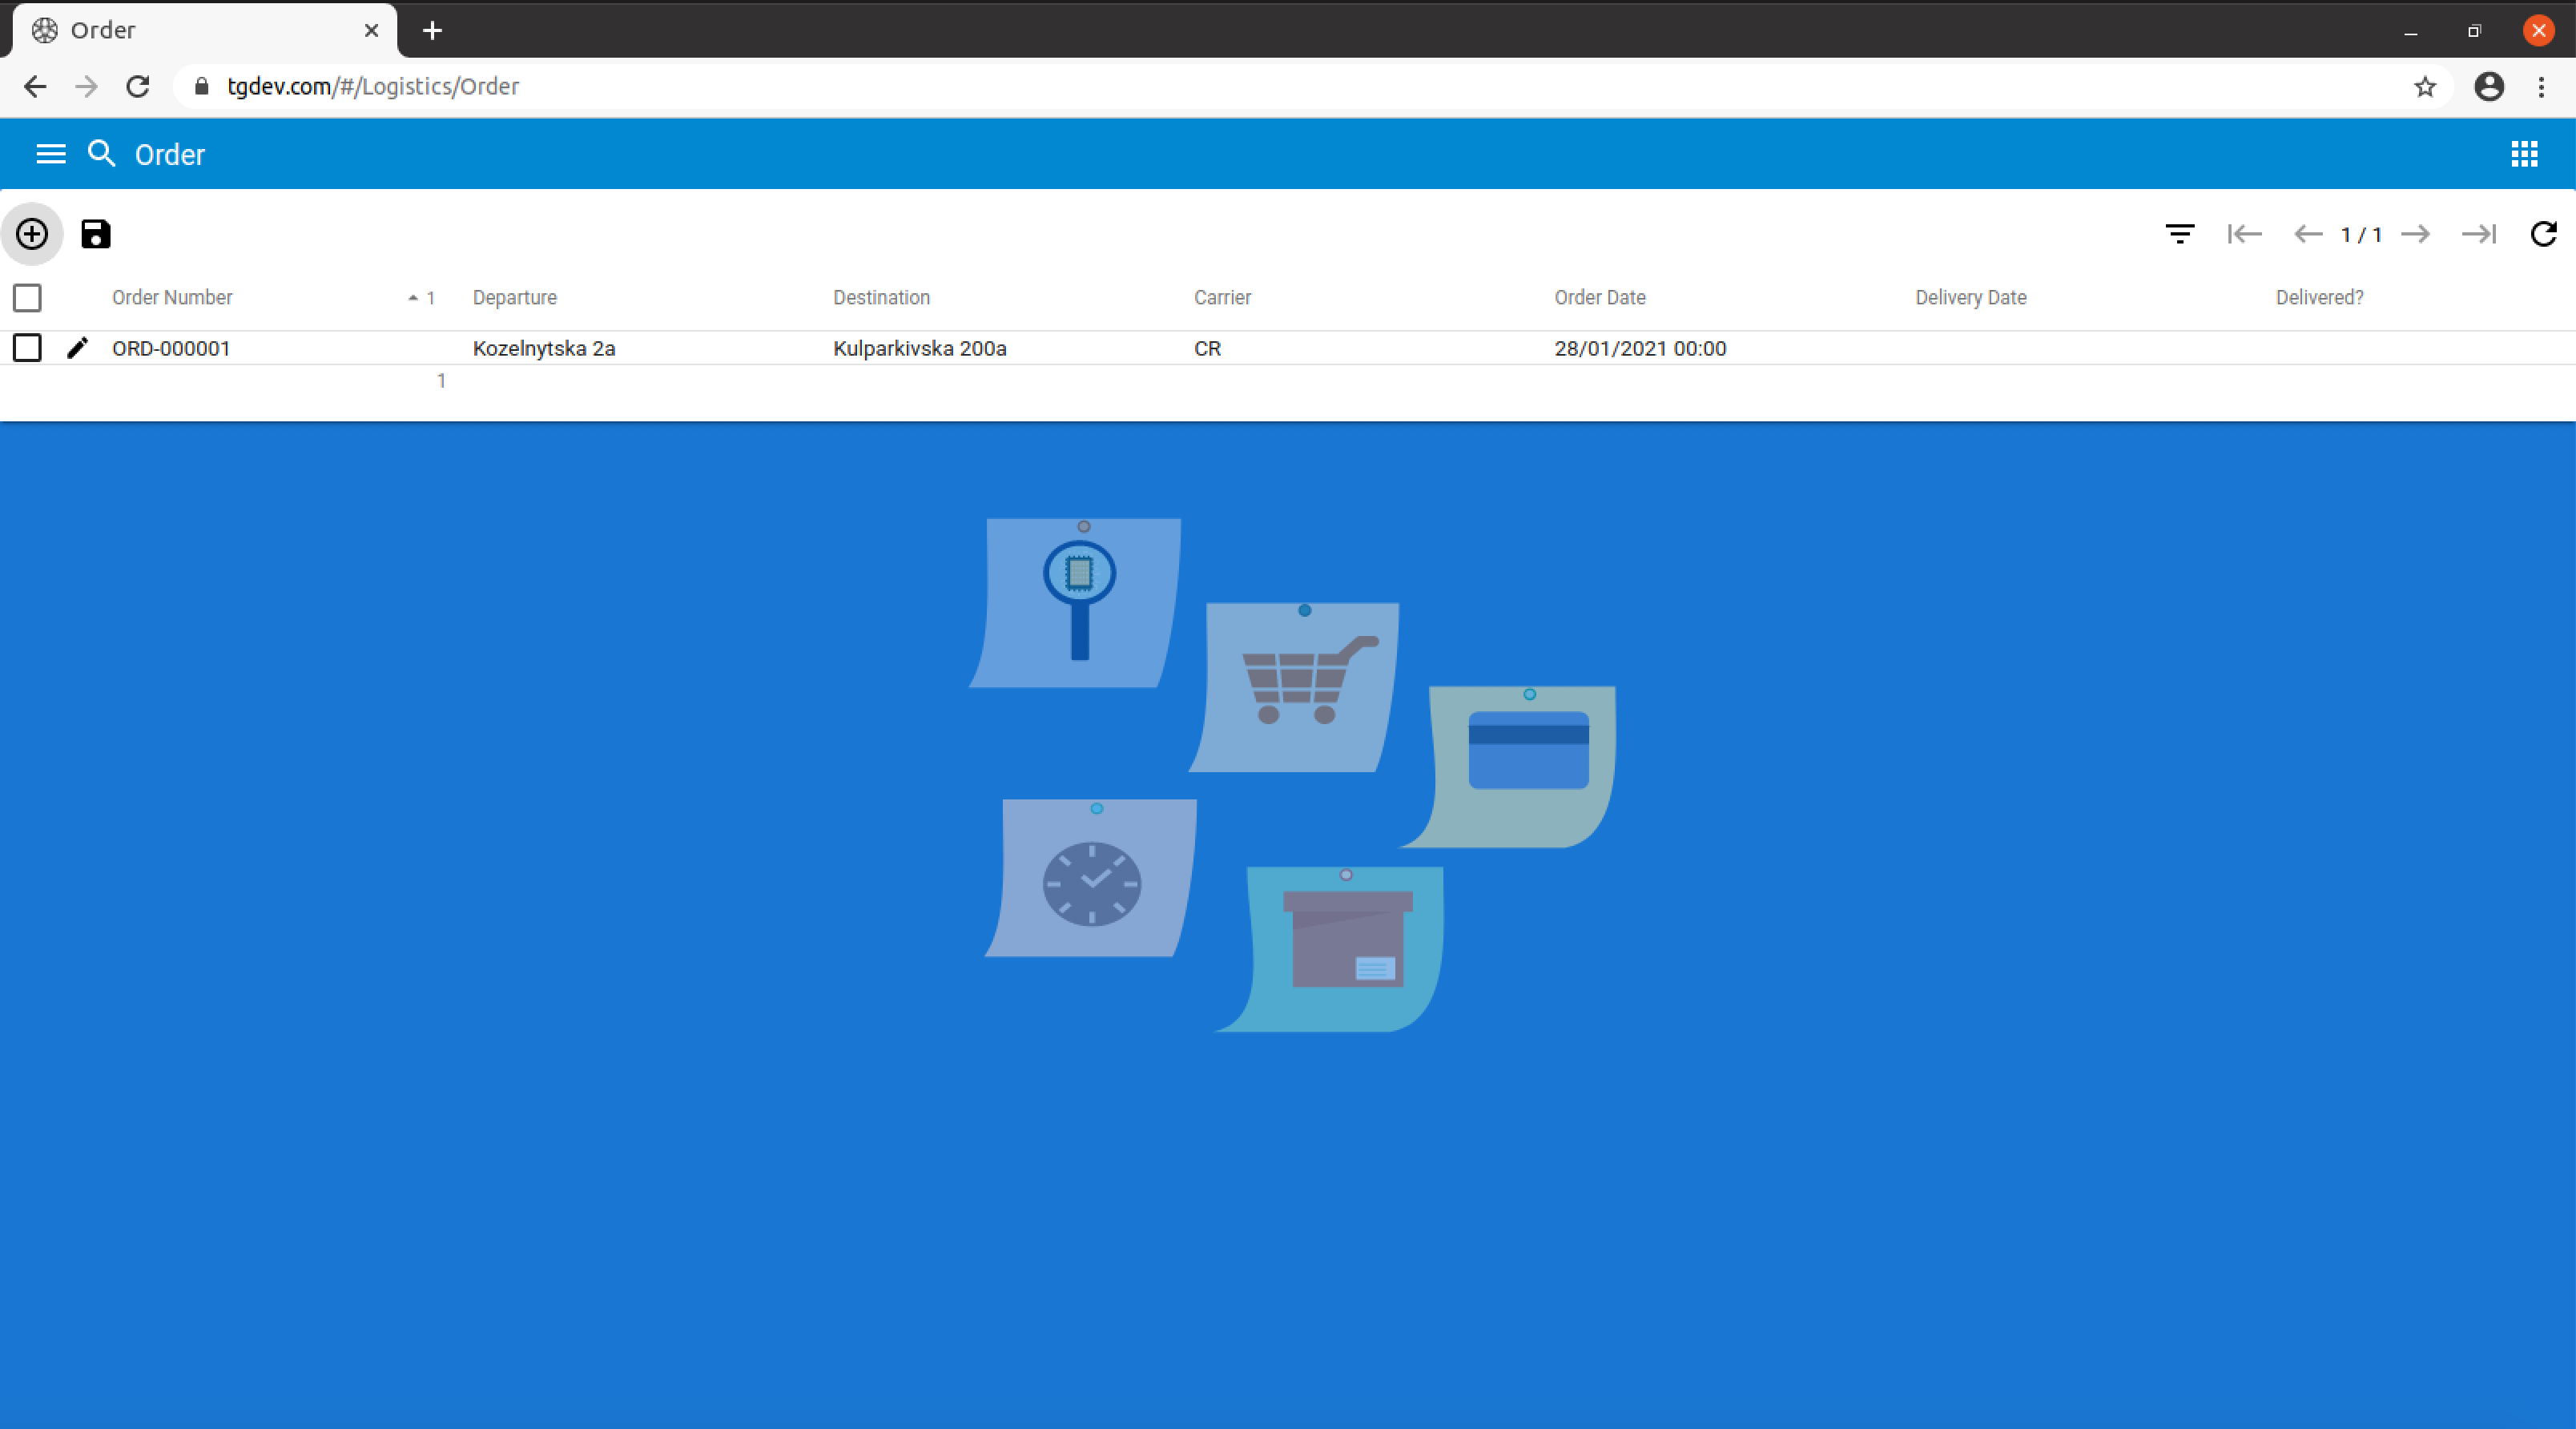 Order
tgdev.com/#/Logistics/Order
Order
1 / 1
Order Number 1 Departure Destination Carrier Order Date Delivery Date Delivered?
ORD-000001 Kozelnytska 2a Kulparkivska 200a CR 28/01/2021 00:00
1